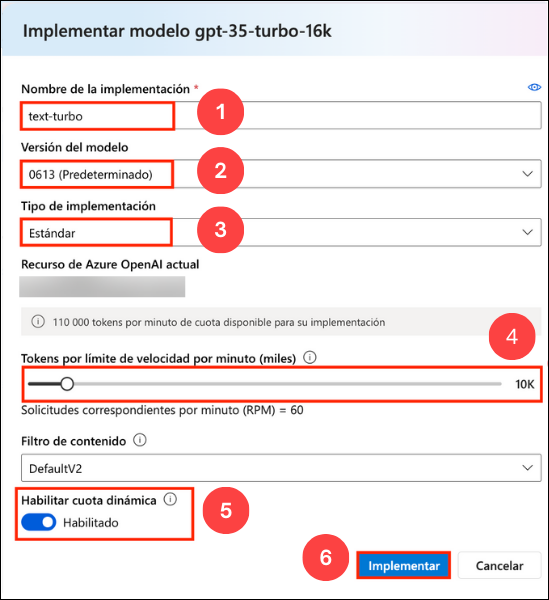 Implementar modelo gpt-35-turbo-16k
Nombre de la implementación *
text-turbo
1
Versión del modelo
0613 (Predeterminado)
2
Tipo de implementación
Estándar
3
Recurso de Azure OpenAI actual
110 000 tokens por minuto de cuota disponible para su implementación
4
Tokens por límite de velocidad por minuto (miles)
10K
Solicitudes correspondientes por minuto (RPM) = 60
Filtro de contenido
DefaultV2
Habilitar cuota dinámica
Habilitado
5
6
Implementar
Cancelar